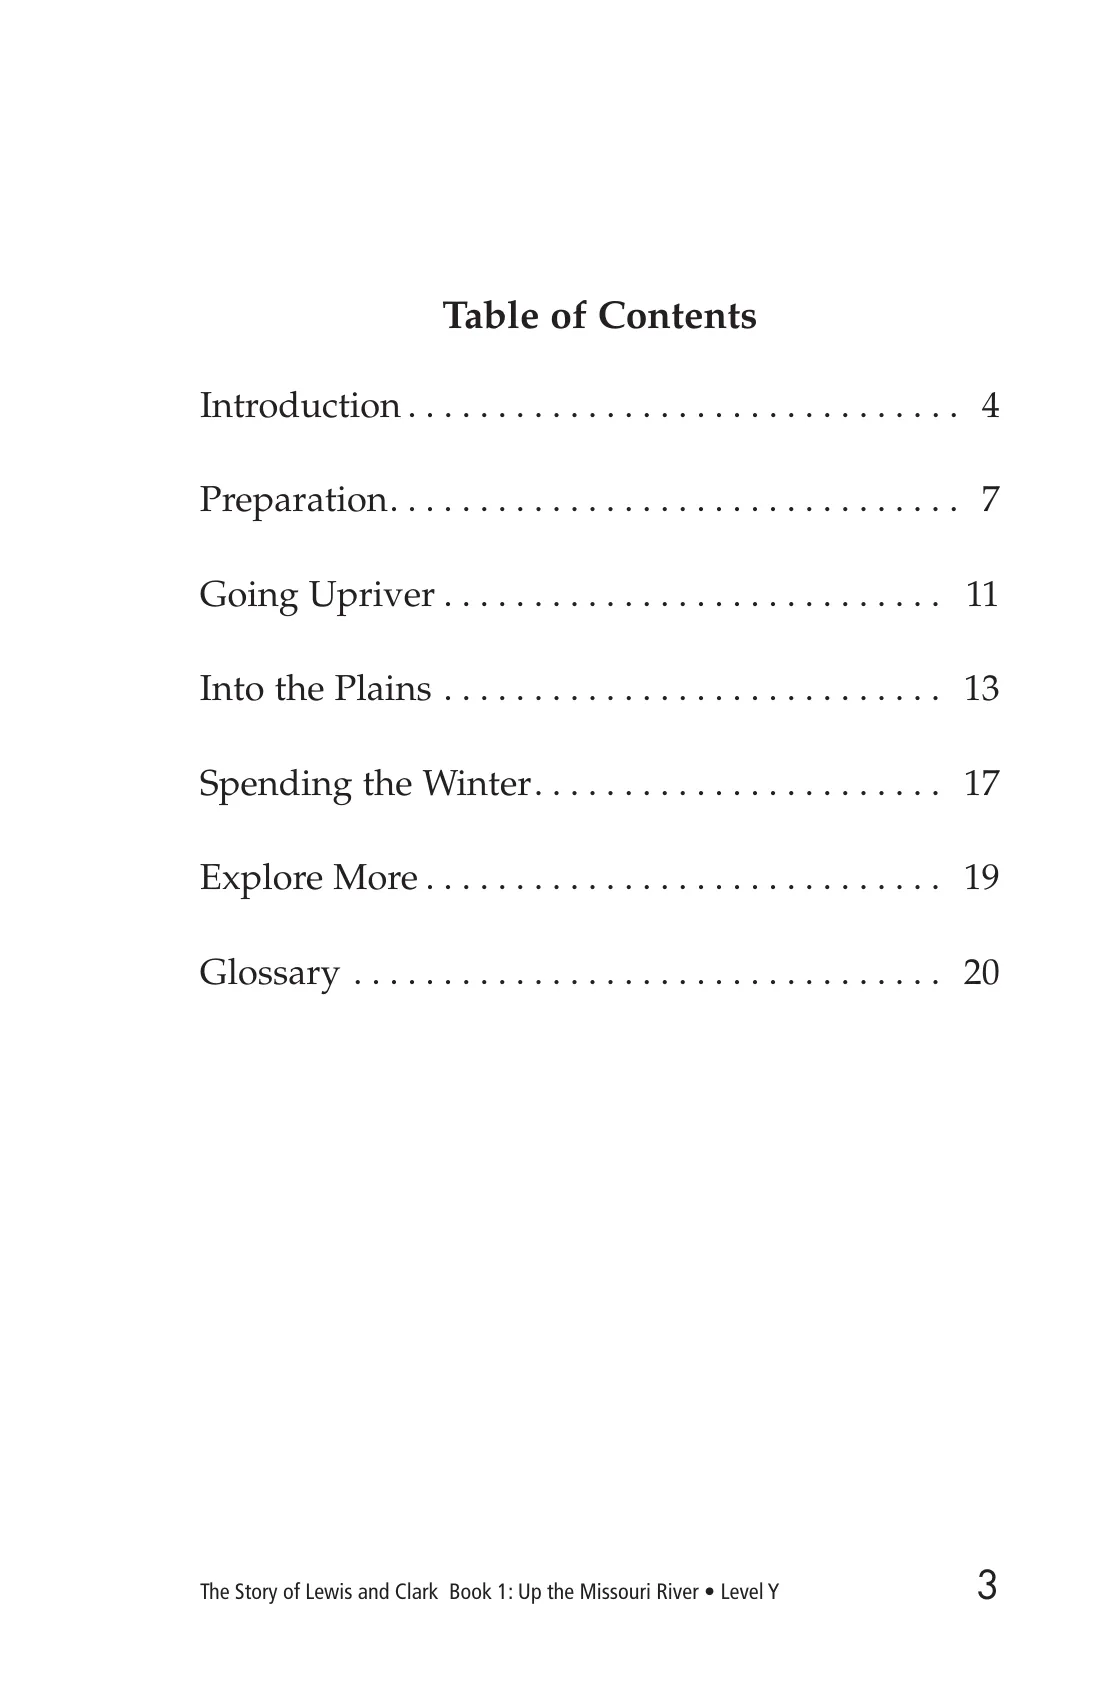 Table of Contents
Introduction . . . . . . . . . . . . . . . . . . . . . . . . . . . . . . . 4
Preparation. . . . . . . . . . . . . . . . . . . . . . . . . . . . . . . . 7
Going Upriver . . . . . . . . . . . . . . . . . . . . . . . . . . . . 11
Into the Plains . . . . . . . . . . . . . . . . . . . . . . . . . . . . 13
Spending the Winter. . . . . . . . . . . . . . . . . . . . . . . 17
Explore More . . . . . . . . . . . . . . . . . . . . . . . . . . . . . 19
Glossary . . . . . . . . . . . . . . . . . . . . . . . . . . . . . . . . . 20
The Story of Lewis and Clark Book 1: Up the Missouri River • Level Y 3